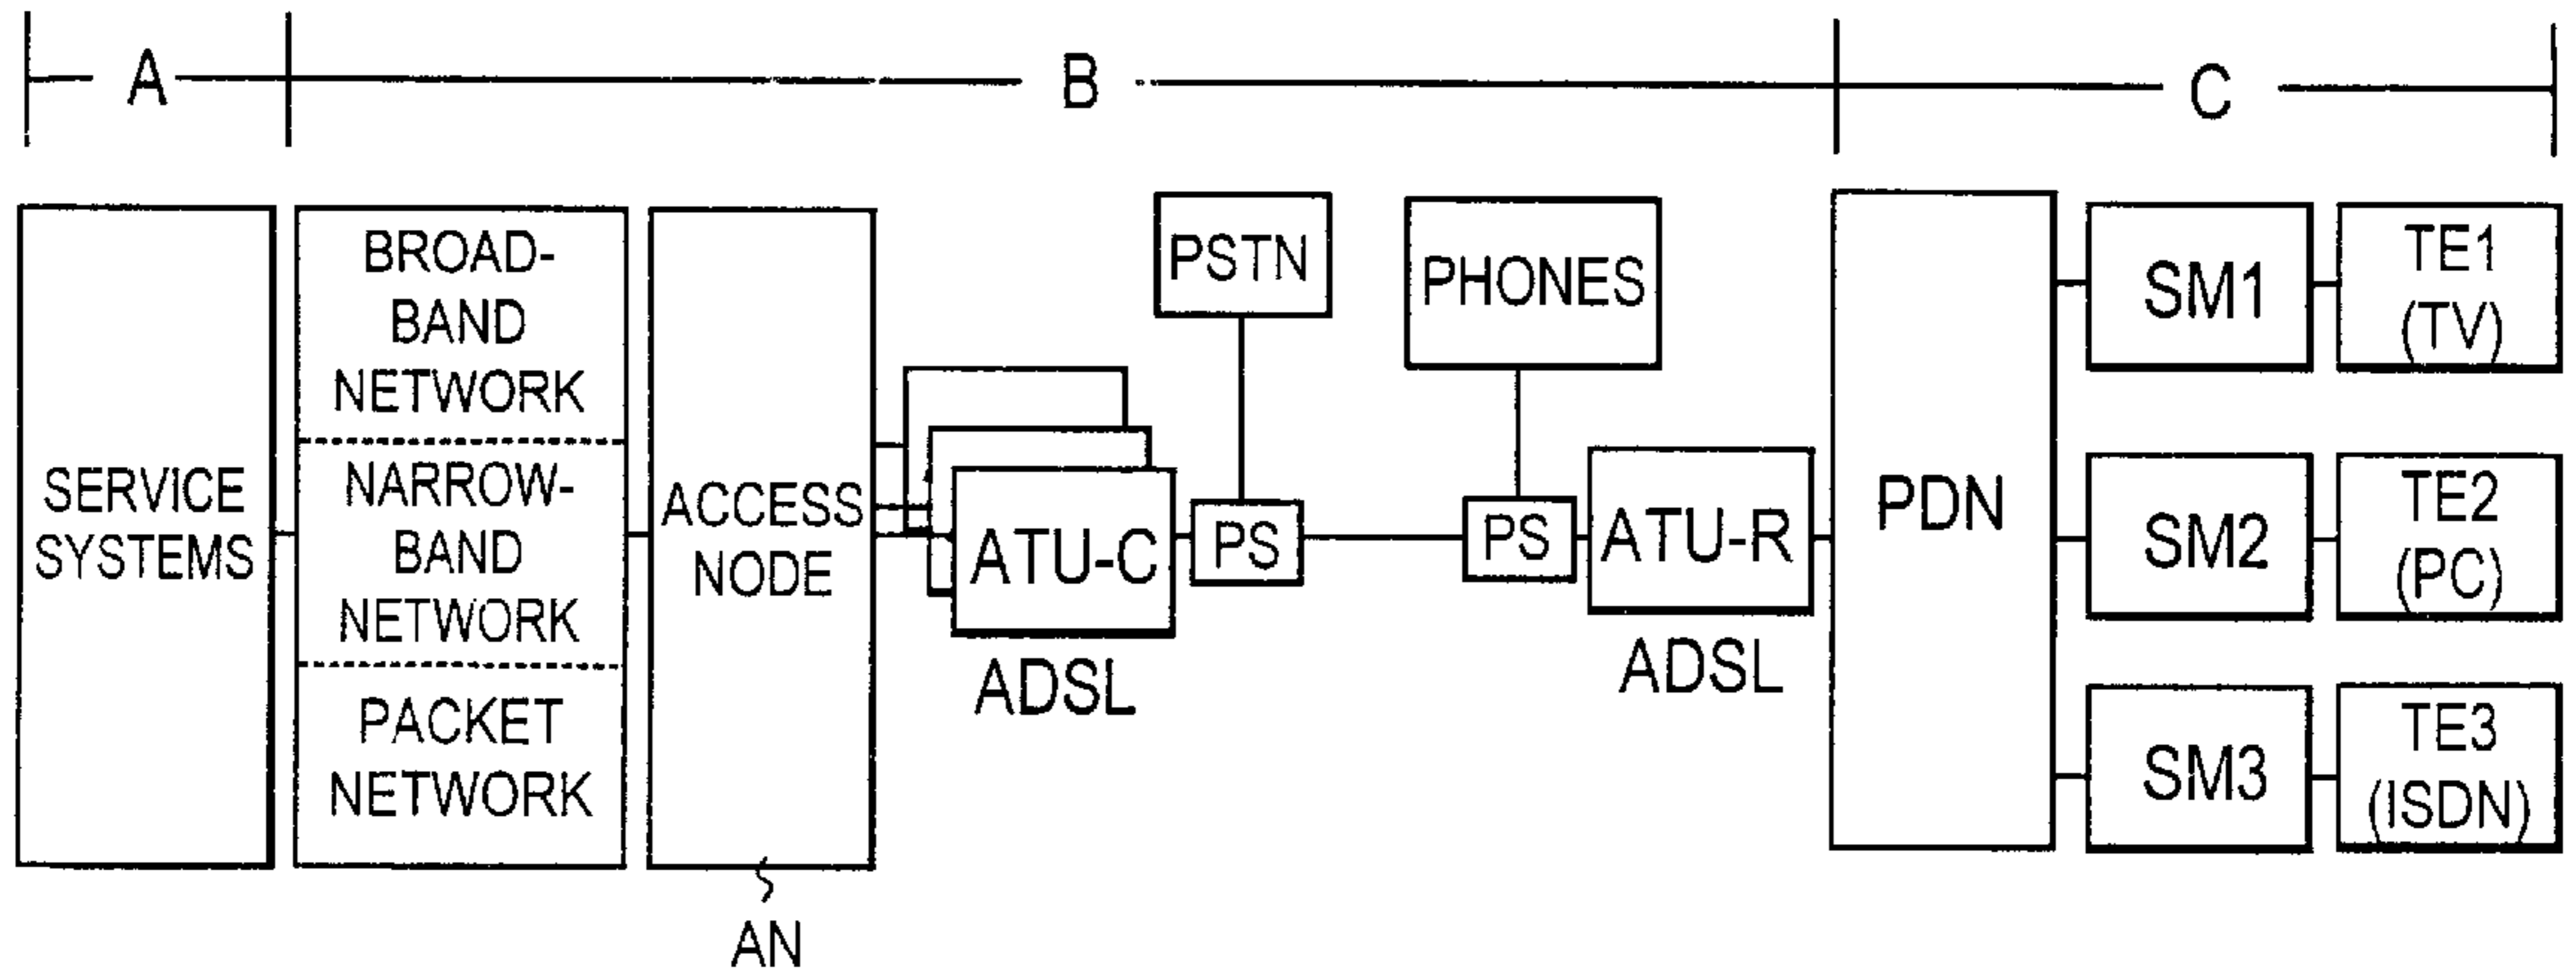 A
B
C
SERVICE
SYSTEMS
BROAD-
BAND
NETWORK
NARROW-
BAND
NETWORK
PACKET
NETWORK
ACCESS
NODE
AN
ATU-C
ADSL
PSTN
PS
PHONES
PS
ATU-R
ADSL
PDN
SM1
TE1
(TV)
SM2
TE2
(PC)
SM3
TE3
(ISDN)